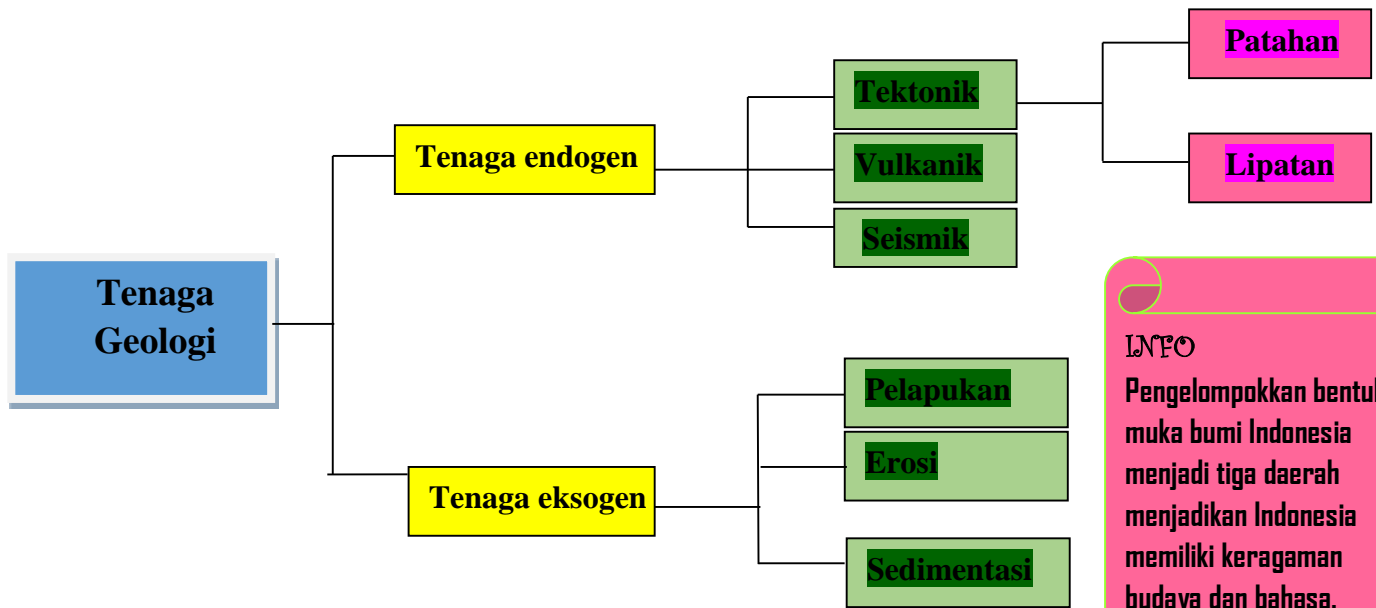 Tenaga
Geologi
Tenaga endogen
Tektonik
Vulkanik
Seismik
Patahan
Lipatan
Tenaga eksogen
Pelapukan
Erosi
Sedimentasi
INFO
Pengelompokkan bentuk
muka bumi Indonesia
menjadi tiga daerah
menjadikan Indonesia
memiliki keragaman
budaya dan bahasa.